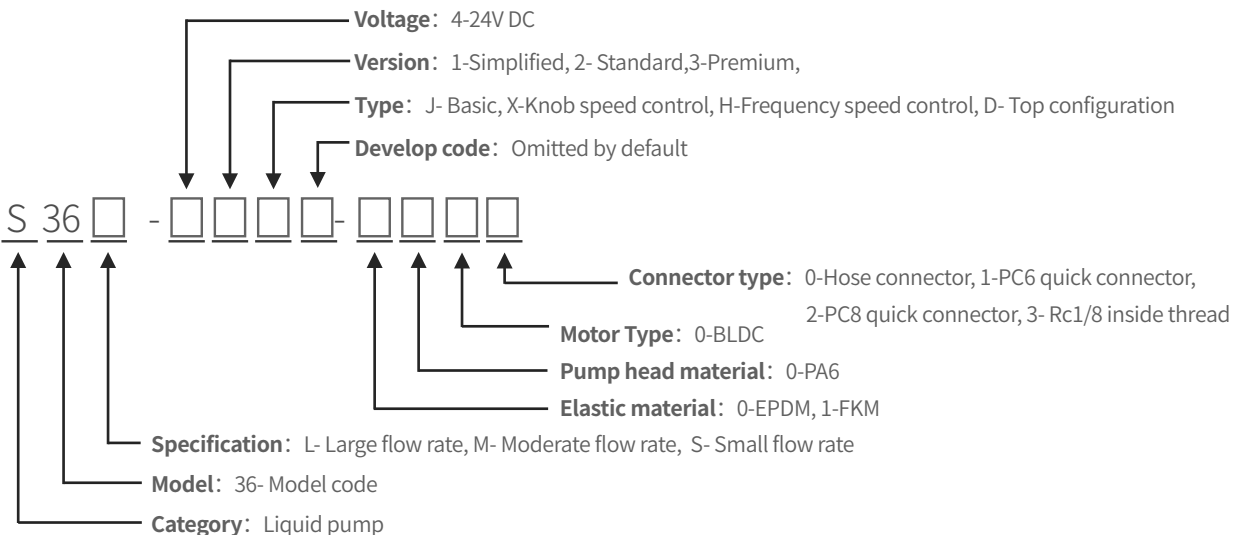 Voltage： 4-24V DC
Version： 1-Simplified, 2- Standard,3-Premium,
Type： J- Basic, X-Knob speed control, H-Frequency speed control, D- Top configuration
Develop code： Omitted by default
S 36 □ - □ □ □ □- □ □ □ □
Connector type： 0-Hose connector, 1-PC6 quick connector,
2-PC8 quick connector, 3- Rc1/8 inside thread
Motor Type： 0-BLDC
Pump head material： 0-PA6
Elastic material： 0-EPDM, 1-FKM
Specification： L- Large flow rate, M- Moderate flow rate, S- Small flow rate
Model： 36- Model code
Category： Liquid pump